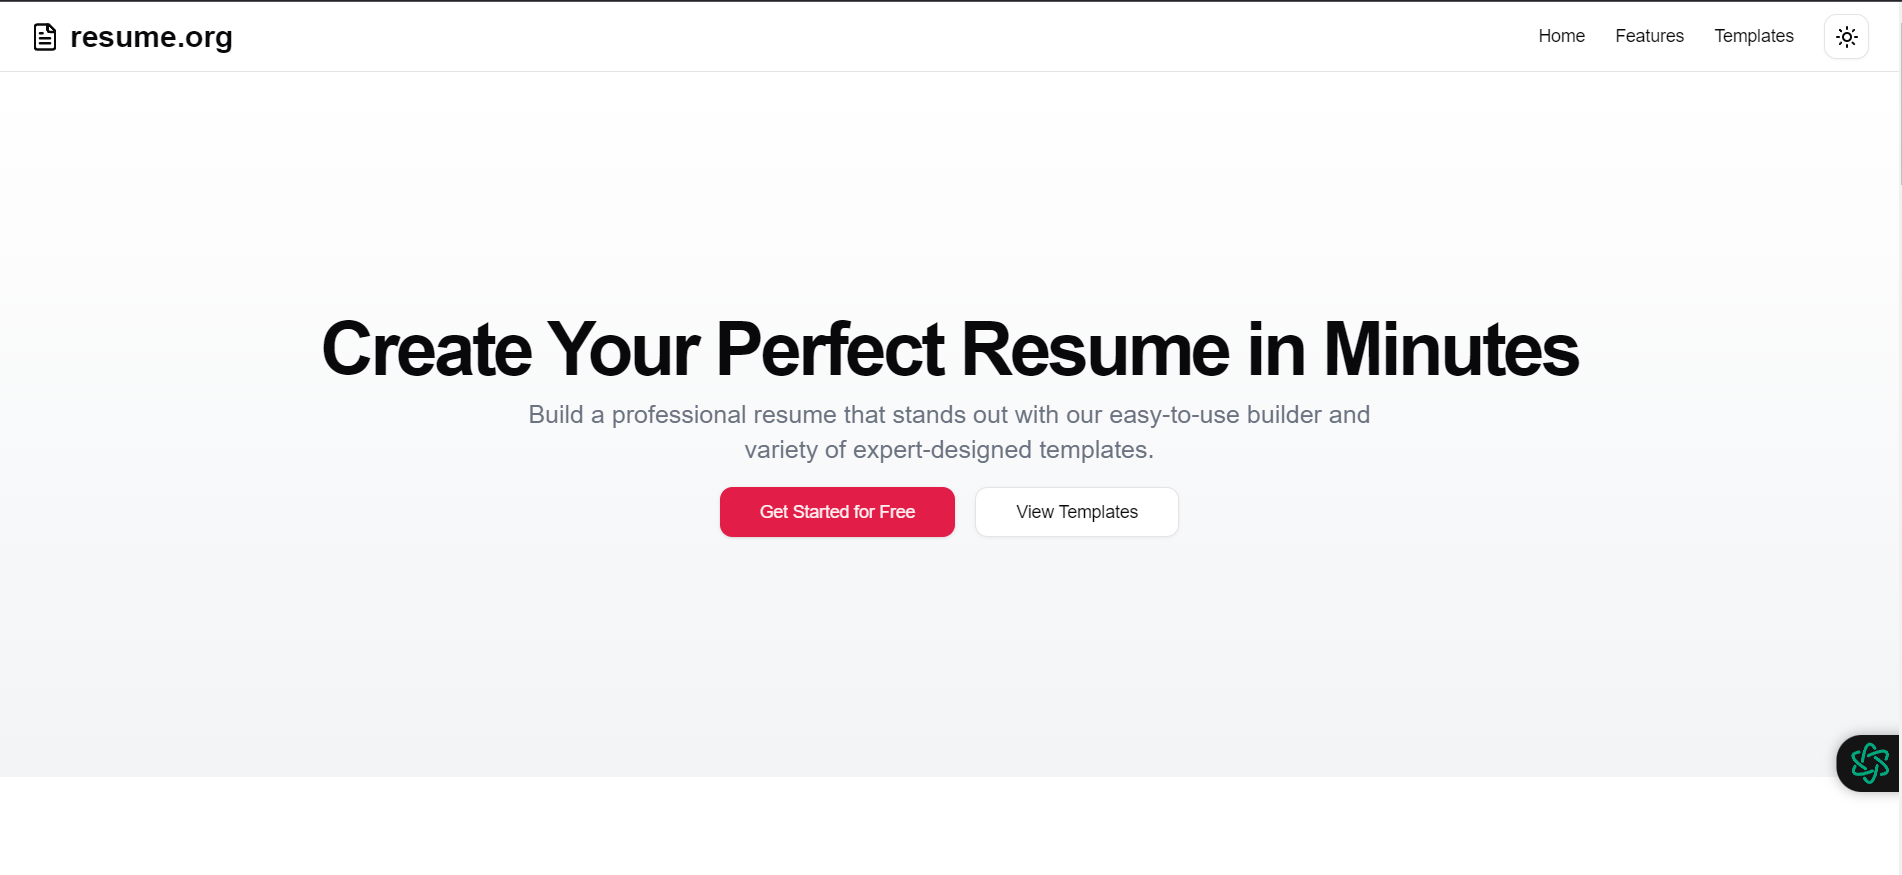 resume.org
Home
Features
Templates
Create Your Perfect Resume in Minutes
Build a professional resume that stands out with our easy-to-use builder and
variety of expert-designed templates.
Get Started for Free
View Templates